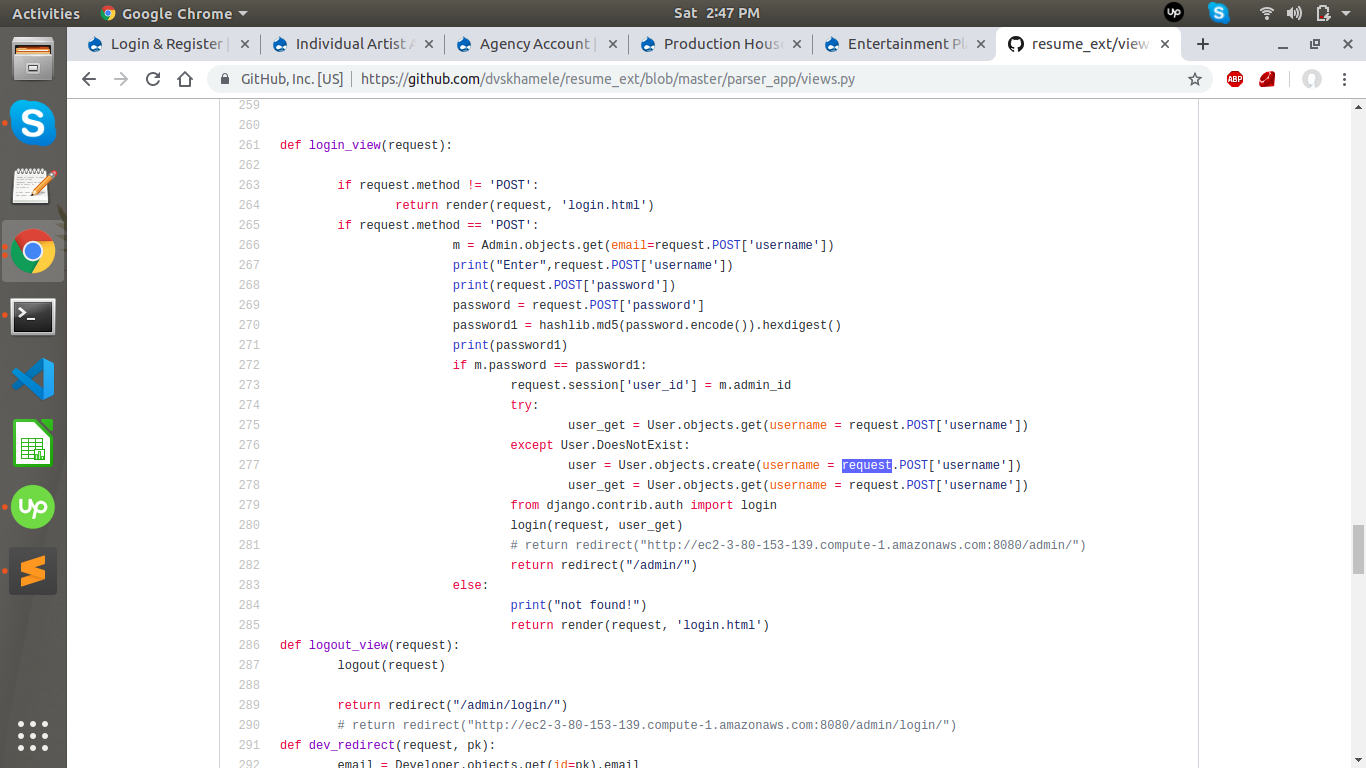 Activities
Google Chrome
Sat 2:47 PM
up
Login & Register
Individual Artist A
Agency Account |
Production Hous
Entertainment Pl
resume_ext/view
GitHub, Inc. [US]
https://github.com/dvskhamele/resume_ext/blob/master/parser_app/views.py
ABP
259
260
261 def login_view(request):
262
263 if request.method != 'POST':
264 return render(request, 'login.html')
265 if request.method == 'POST':
266 m = Admin.objects.get(email=request.POST['username'])
267 print("Enter",request.POST['username'])
268 print(request.POST['password'])
269 password = request.POST['password']
270 password1 = hashlib.md5(password.encode()).hexdigest()
271 print(password1)
272 if m.password == password1:
273 request.session['user_id'] = m.admin_id
274 try:
275 user_get = User.objects.get(username = request.POST['username'])
276 except User.DoesNotExist:
277 user = User.objects.create(username = request.POST['username'])
278 user_get = User.objects.get(username = request.POST['username'])
279 from django.contrib.auth import login
280 login(request, user_get)
281 # return redirect("http://ec2-3-80-153-139.compute-1.amazonaws.com:8080/admin/")
282 return redirect("/admin/")
283 else:
284 print("not found!")
285 return render(request, 'login.html')
286 def logout_view(request):
287 logout(request)
288
289 return redirect("/admin/login/")
290 # return redirect("http://ec2-3-80-153-139.compute-1.amazonaws.com:8080/admin/login/")
291 def dev_redirect(request, pk):
292 email = Developer.objects.get(id=pk).email